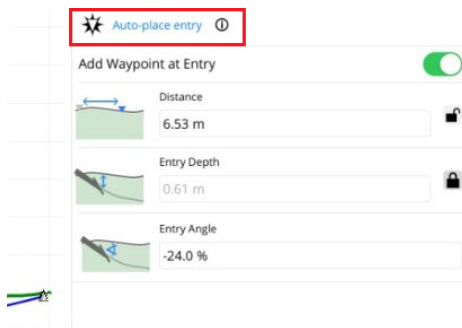 Auto-place entry
Add Waypoint at Entry
Distance
6.53 m
Entry Depth
0.61 m
Entry Angle
-24.0 %